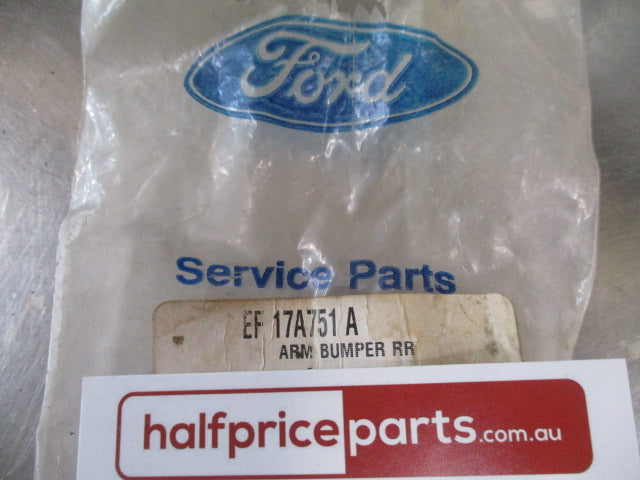 Ford
Service Parts
EF 17A751 A
ARM BUMPER RR
halfpriceparts.com.au